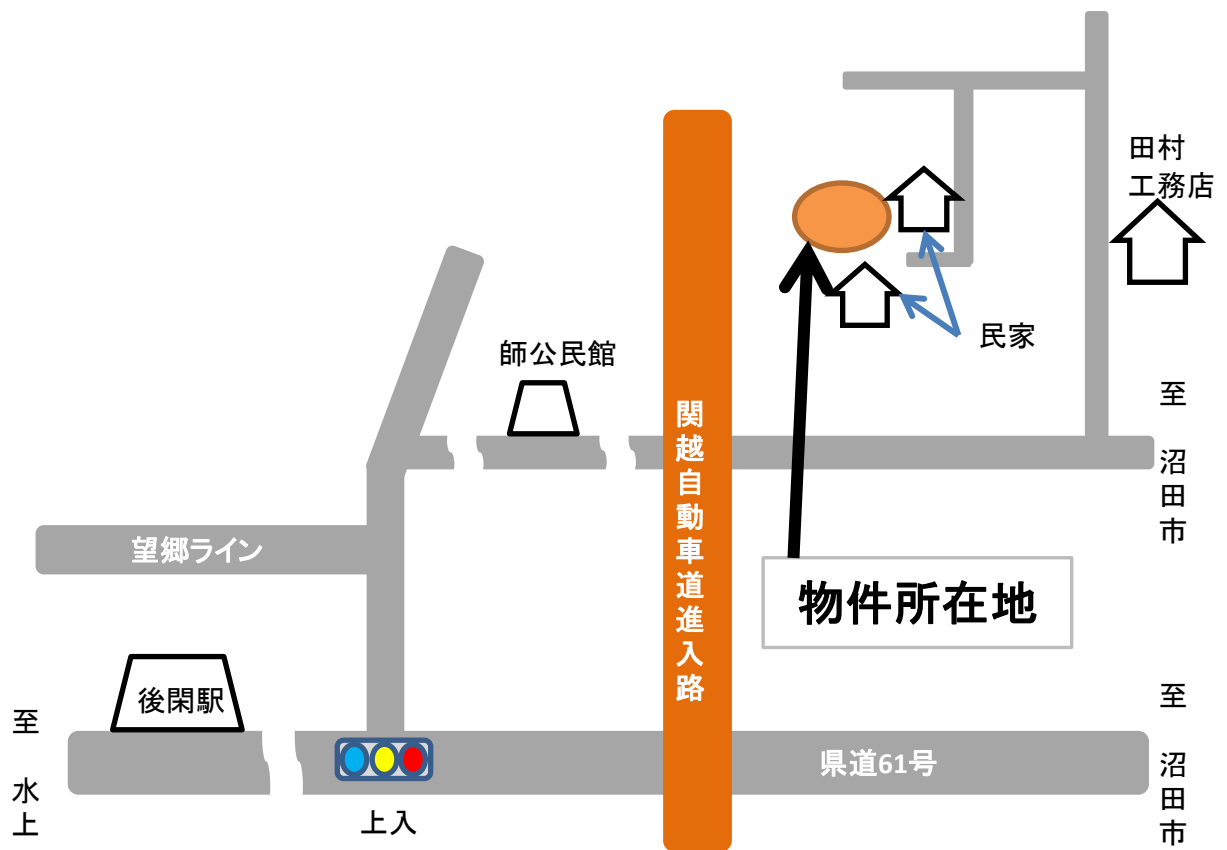 田村
工務店
師公民館
民家
至 沼田市
関越自動車道進入路
望郷ライン
物件所在地
後閑駅
至 水上
県道61号
至 沼田市
上入